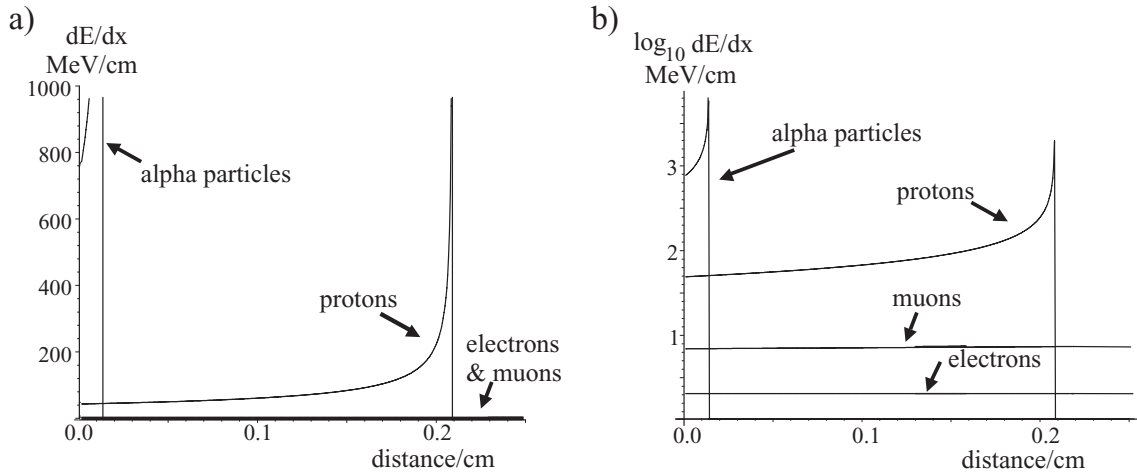 a)
dE/dx
MeV/cm
1000
800
600
400
200
0.0
0.1
0.2
distance/cm
alpha particles
protons
electrons
& muons
b)
log10 dE/dx
MeV/cm
3
2
1
0.0
0.1
0.2
distance/cm
alpha particles
protons
muons
electrons